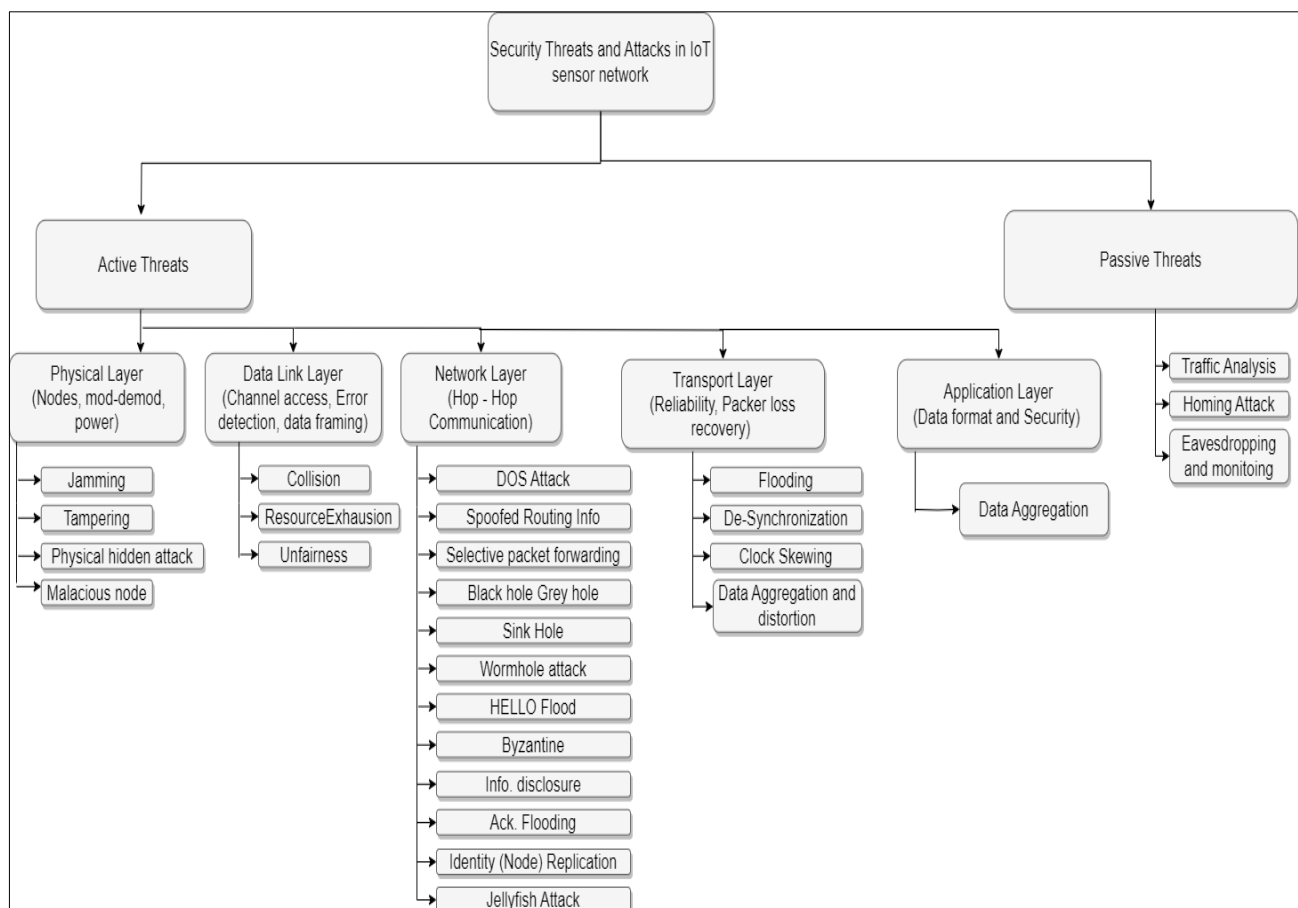 Security Threats and Attacks in IoT
sensor network
Active Threats
Passive Threats
Physical Layer
(Nodes, mod-demod,
power)
Jamming
Tampering
Physical hidden attack
Malacious node
Data Link Layer
(Channel access, Error
detection, data framing)
Collision
ResourceExhausion
Unfairness
Network Layer
(Hop - Hop
Communication)
DOS Attack
Spoofed Routing Info
Selective packet forwarding
Black hole Grey hole
Sink Hole
Wormhole attack
HELLO Flood
Byzantine
Info. disclosure
Ack. Flooding
Identity (Node) Replication
Jellyfish Attack
Transport Layer
(Reliability, Packer loss
recovery)
Flooding
De-Synchronization
Clock Skewing
Data Aggregation and
distortion
Application Layer
(Data format and Security)
Data Aggregation
Traffic Analysis
Homing Attack
Eavesdropping
and monitoing